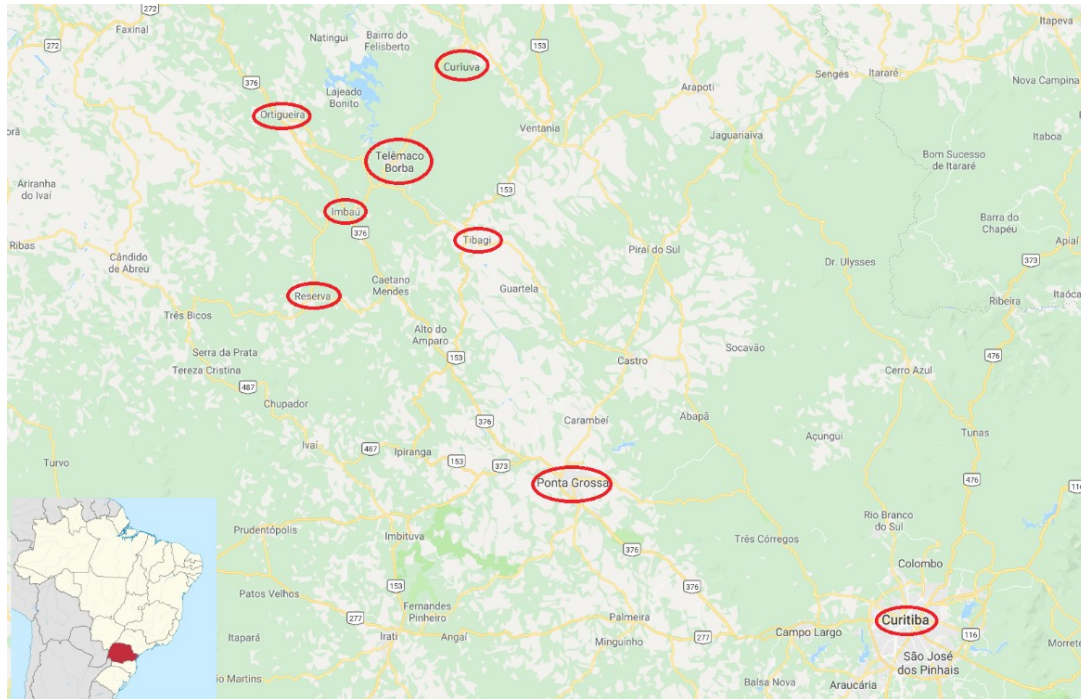 272
Faxinal
Natingui
Bairro do
Felisberto
153
272
Itapeva
Curiuva
Sengés
Itararé
376
Lajeado
Bonito
Arapoti
Nova Campina
Ortigueira
Ventania
Jaguariaíva
Itaboa
Telêmaco
Borba
Bom Sucesso
de Itararé
Ariranha
do Ivaí
153
Imbaú
Barra do
Chapéu
Ribas
376
Tibagi
Piraí do Sul
Apiaí
Cândido
de Abreu
Dr. Ulysses
373
Caetano
Mendes
Guartela
Reserva
Itaóca
Ribeira
Três Bicos
Alto do
Amparo
Serra da Prata
153
Castro
Socavão
476
Tereza Cristina
Cerro Azul
487
Chupador
376
Carambeí
Abapã
Açungui
Tunas
Ivaí
487
Ipiranga
153
373
Turvo
Ponta Grossa
476
116
Rio Branco
do Sul
Prudentópolis
Imbituva
376
Três Córregos
Colombo
153
Patos Velhos
Fernandes
Pinheiro
277
Palmeira
Curitiba
Itapará
Irati
Angaí
Minguinho
277
Campo Largo
116
Morrete
São José
dos Pinhais
io Martins
Balsa Nova
Araucária